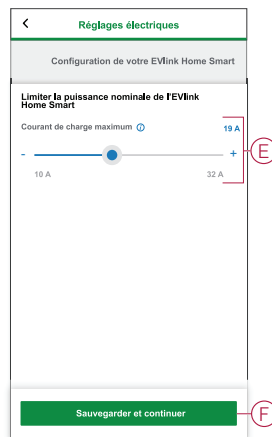 Réglages électriques
Configuration de votre EVlink Home Smart
Limiter la puissance nominale de l'EVlink
Home Smart
Courant de charge maximum 19 A
- +
10 A 32 A
E
Sauvegarder et continuer
F